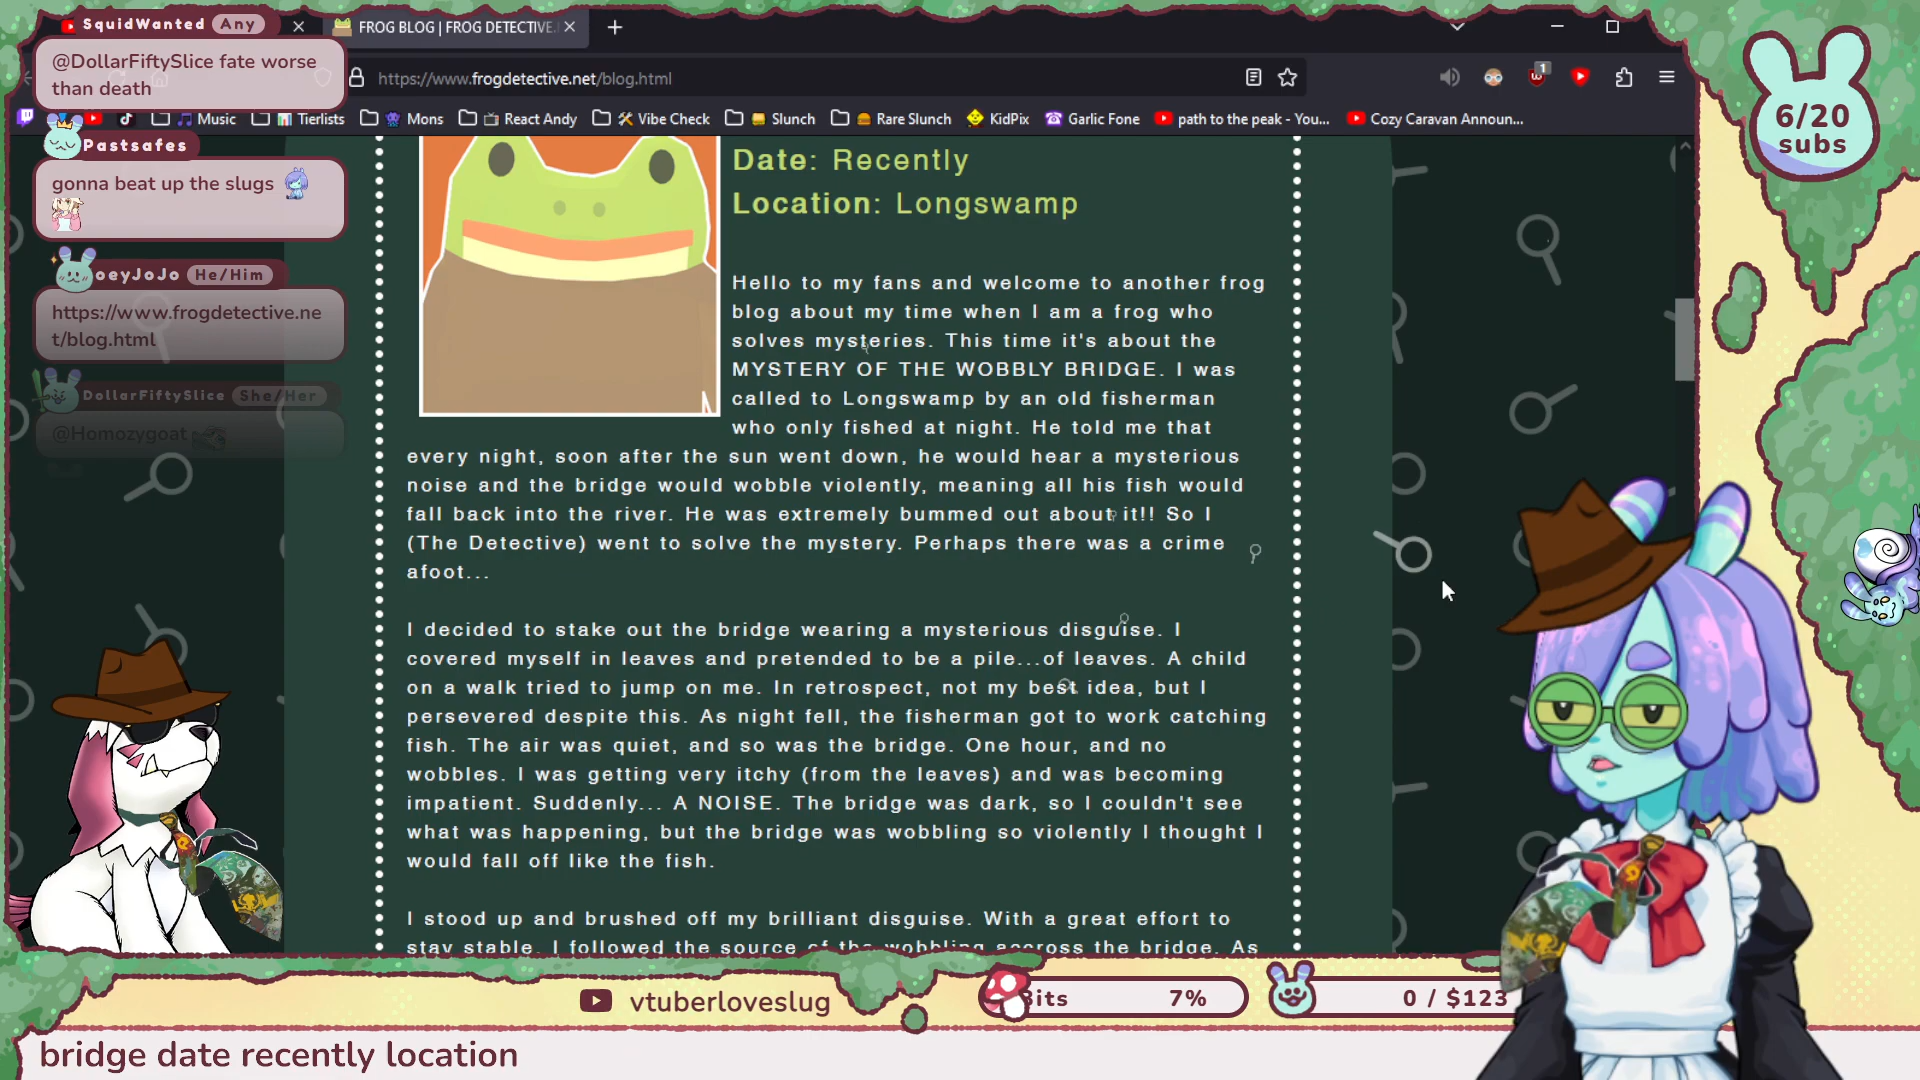 SquidWanted Any
@DollarFiftySlice fate worse
than death
Pastsafes
gonna beat up the slugs
oeyJoJo He/Him
https://www.frogdetective.ne
t/blog.html
DollarFiftySlice She/Her
@Homozygoat
FROG BLOG | FROG DETECTIVE.
https://www.frogdetective.net/blog.html
1
Music
Tierlists
Mons
React Andy
Vibe Check
Slunch
Rare Slunch
KidPix
Garlic Fone
path to the peak - You...
Cozy Caravan Announ...
6/20
subs
Date: Recently
Location: Longswamp
Hello to my fans and welcome to another frog
blog about my time when I am a frog who
solves mysteries. This time it's about the
MYSTERY OF THE WOBBLY BRIDGE. I was
called to Longswamp by an old fisherman
who only fished at night. He told me that
every night, soon after the sun went down, he would hear a mysterious
noise and the bridge would wobble violently, meaning all his fish would
fall back into the river. He was extremely bummed out about it!! So I
(The Detective) went to solve the mystery. Perhaps there was a crime
afoot...
I decided to stake out the bridge wearing a mysterious disguise. I
covered myself in leaves and pretended to be a pile...of leaves. A child
on a walk tried to jump on me. In retrospect, not my best idea, but I
persevered despite this. As night fell, the fisherman got to work catching
fish. The air was quiet, and so was the bridge. One hour, and no
wobbles. I was getting very itchy (from the leaves) and was becoming
impatient. Suddenly... A NOISE. The bridge was dark, so I couldn't see
what was happening, but the bridge was wobbling so violently I thought I
would fall off like the fish.
I stood up and brushed off my brilliant disguise. With a great effort to
stay stable, I followed the source of the wobbling accross the bridge. As
vtuberloveslug
Bits 7%
0 / $123
bridge date recently location